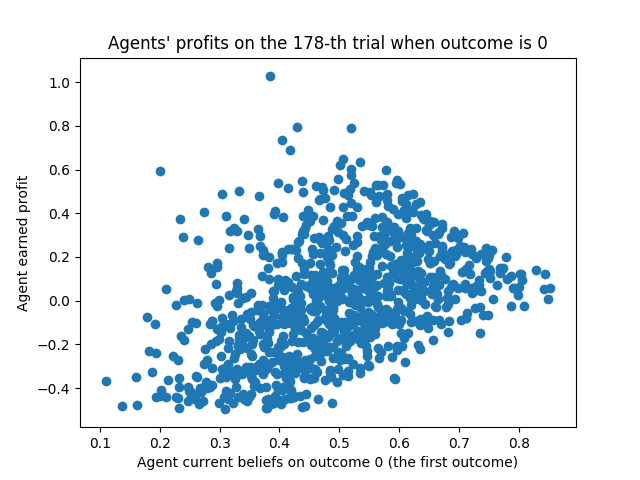 Agents' profits on the 178-th trial when outcome is 0
Agent earned profit
1.0
0.8
0.6
0.4
0.2
0.0
−0.2
−0.4
0.1 0.2 0.3 0.4 0.5 0.6 0.7 0.8
Agent current beliefs on outcome 0 (the first outcome)